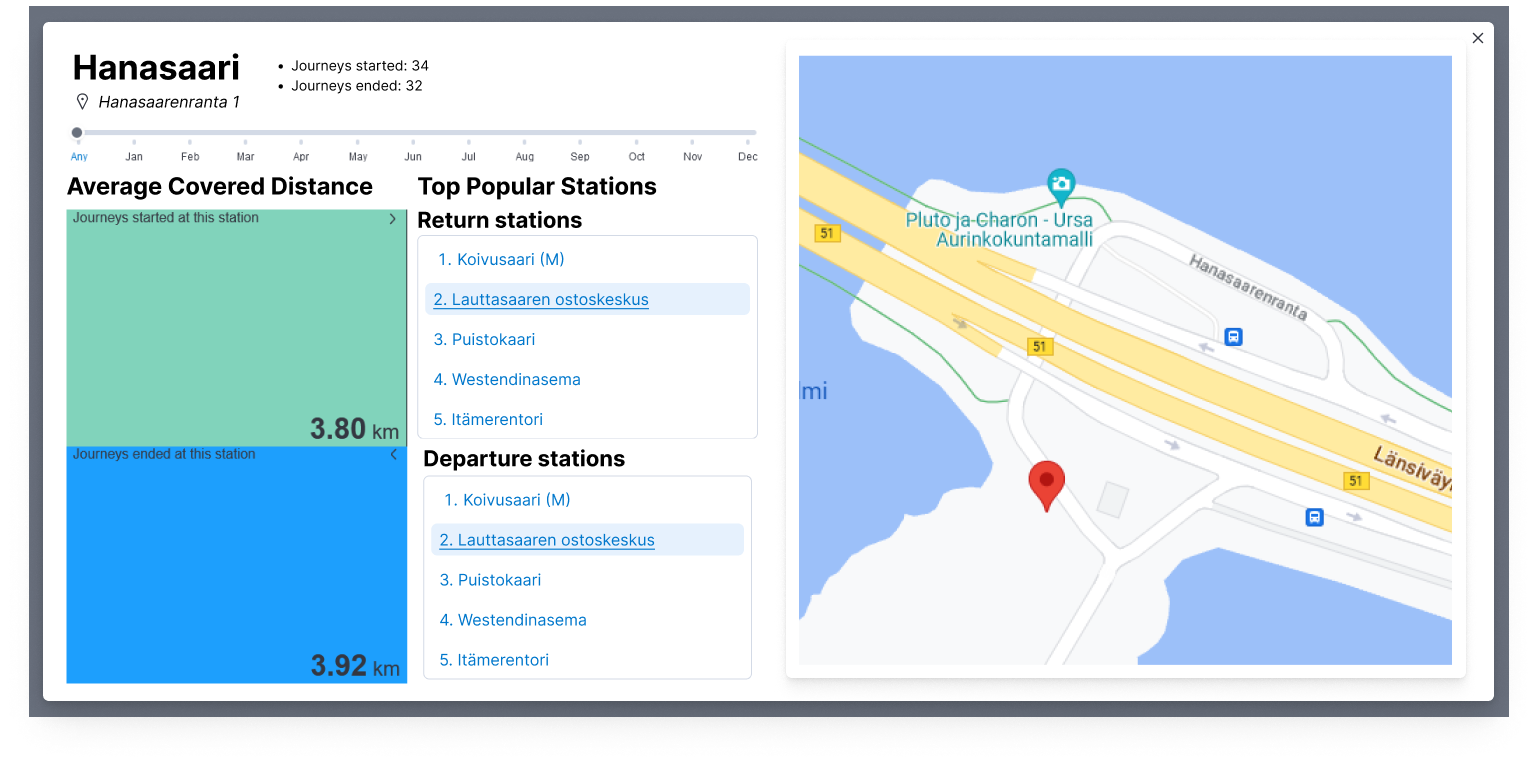 Hanasaari
• Journeys started: 34
• Journeys ended: 32
Hanasaarenranta 1
Any Jan Feb Mar Apr May Jun Jul Aug Sep Oct Nov Dec
Average Covered Distance
Journeys started at this station
3.80 km
Journeys ended at this station
3.92 km
Top Popular Stations
Return stations
1. Koivusaari (M)
2. Lauttasaaren ostoskeskus
3. Puistokaari
4. Westendinasema
5. Itämerentori
Departure stations
1. Koivusaari (M)
2. Lauttasaaren ostoskeskus
3. Puistokaari
4. Westendinasema
5. Itämerentori
Pluto ja Charon - Ursa
Aurinkokuntamalli
51
Hanasaarenranta
51
lmi
Länsiväy
51